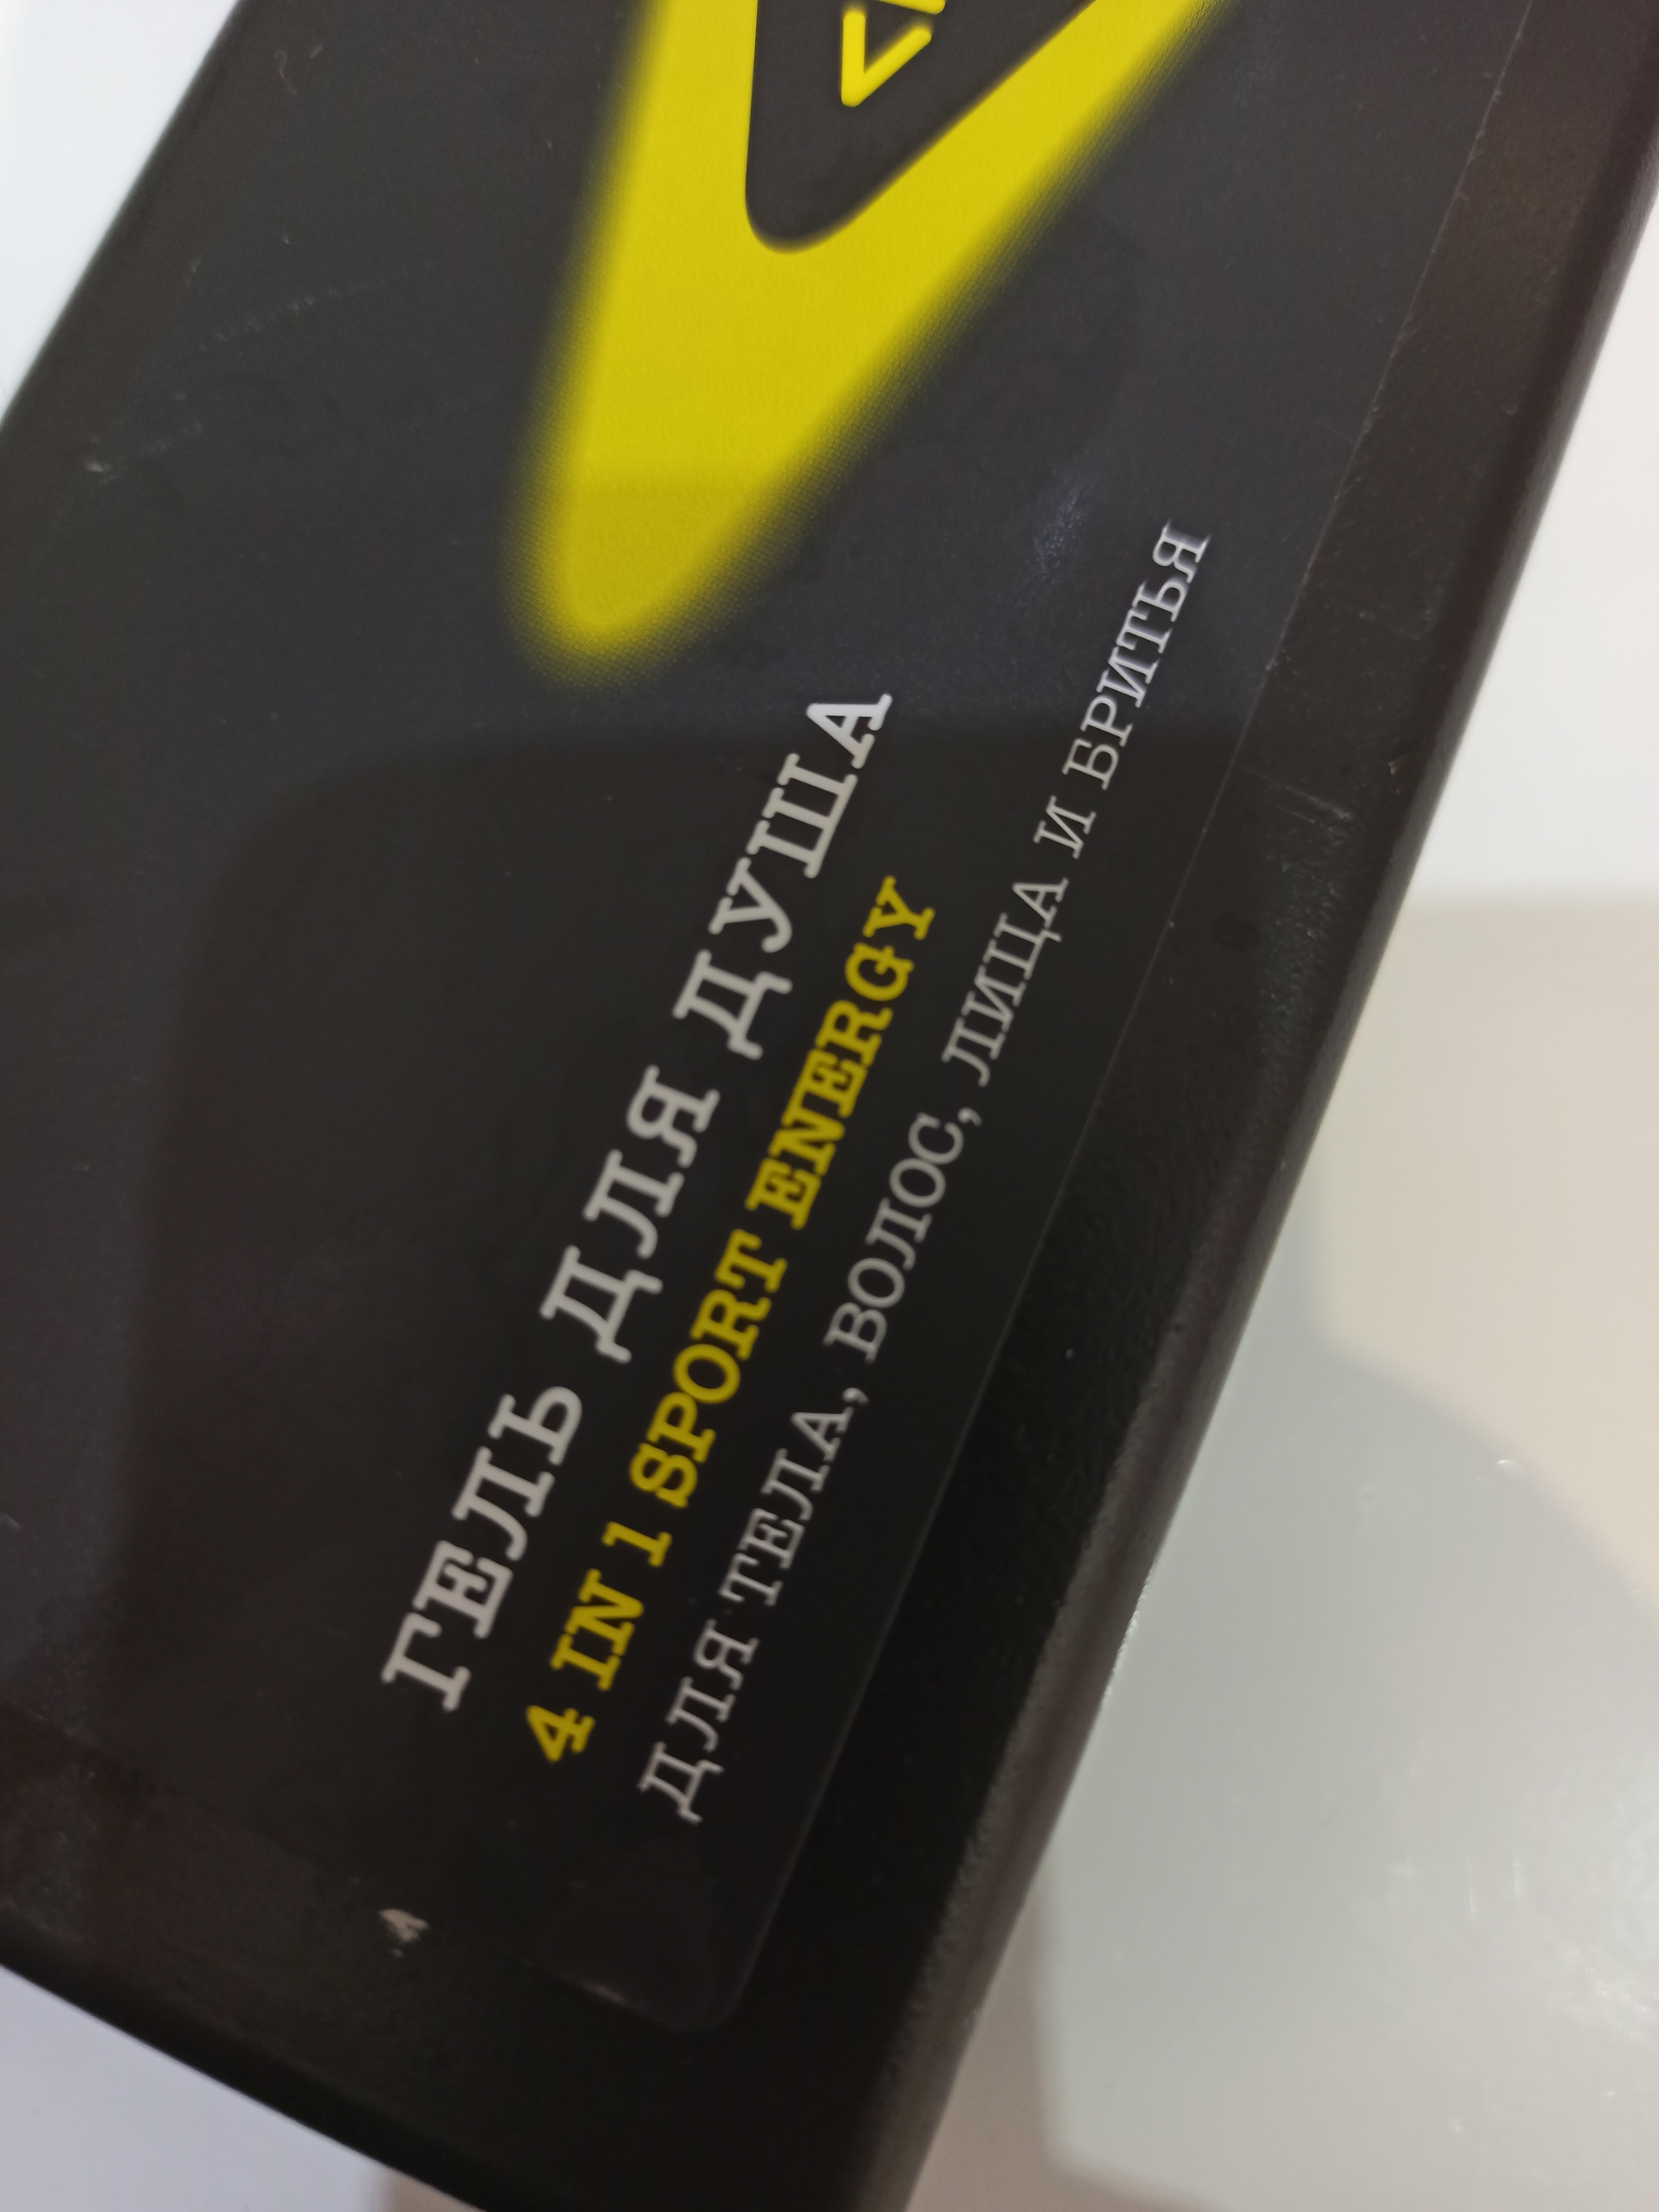 ГЕЛЬ ДЛЯ ДУША
4 IN 1 SPORT ENERGY
ДЛЯ ТЕЛА, ВОЛОС, ЛИЦА И БРИТЬЯ